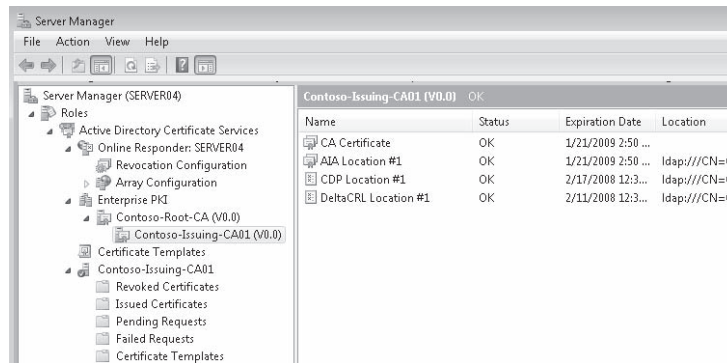 Server Manager
File Action View Help
Server Manager (SERVER04)
Roles
Active Directory Certificate Services
Online Responder: SERVER04
Revocation Configuration
Array Configuration
Enterprise PKI
Contoso-Root-CA (V0.0)
Contoso-Issuing-CA01 (V0.0)
Certificate Templates
Contoso-Issuing-CA01
Revoked Certificates
Issued Certificates
Pending Requests
Failed Requests
Certificate Templates
Contoso-Issuing-CA01 (V0.0) OK
Name Status Expiration Date Location
CA Certificate OK 1/21/2009 2:50 ...
AIA Location #1 OK 1/21/2009 2:50 ... ldap:///CN=
CDP Location #1 OK 2/17/2008 12:3... ldap:///CN=
DeltaCRL Location #1 OK 2/11/2008 12:3... ldap:///CN=